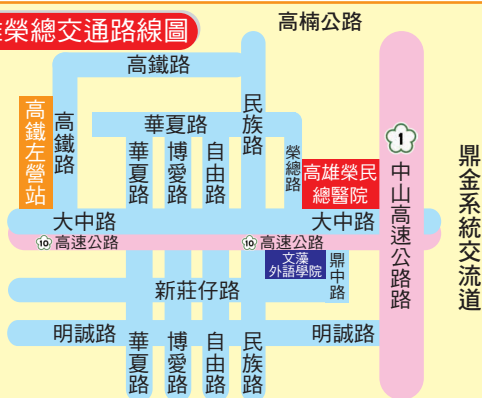 榮總交通路線圖
高楠公路
高鐵路
高鐵左營站
高鐵路
華夏路
民族路
華夏路
博愛路
自由路
榮總路
高雄榮民
總醫院
1
中山高速公路路
鼎金系統交流道
大中路
大中路
10 高速公路
10 高速公路
文藻
外語學院
鼎中路
新莊仔路
明誠路
明誠路
華夏路
博愛路
自由路
民族路